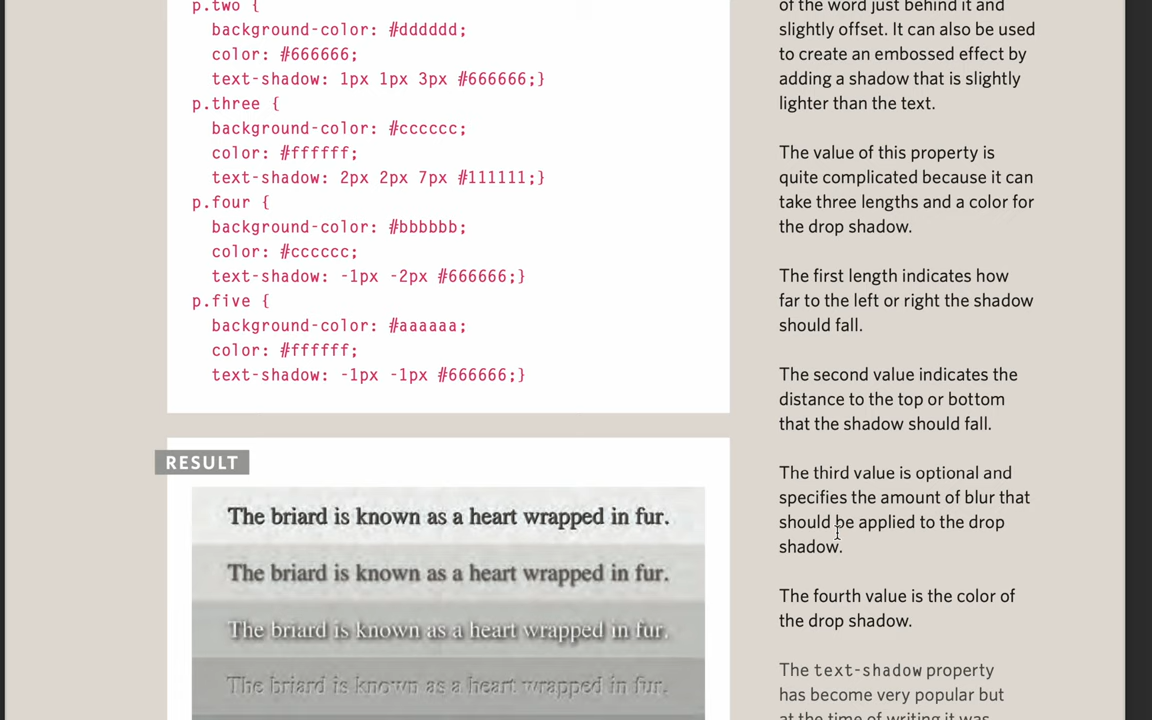 p.two {
background-color: #dddddd;
color: #666666;
text-shadow: 1px 1px 3px #666666;}
p.three {
background-color: #cccccc;
color: #ffffff;
text-shadow: 2px 2px 7px #111111;}
p.four {
background-color: #bbbbbb;
color: #cccccc;
text-shadow: -1px -2px #666666;}
p.five {
background-color: #aaaaaa;
color: #ffffff;
text-shadow: -1px -1px #666666;}
RESULT
The briard is known as a heart wrapped in fur.
The briard is known as a heart wrapped in fur.
The briard is known as a heart wrapped in fur.
The briard is known as a heart wrapped in fur.
of the word just behind it and
slightly offset. It can also be used
to create an embossed effect by
adding a shadow that is slightly
lighter than the text.
The value of this property is
quite complicated because it can
take three lengths and a color for
the drop shadow.
The first length indicates how
far to the left or right the shadow
should fall.
The second value indicates the
distance to the top or bottom
that the shadow should fall.
The third value is optional and
specifies the amount of blur that
should be applied to the drop
shadow.
The fourth value is the color of
the drop shadow.
The text-shadow property
has become very popular but
at the time of writing it was